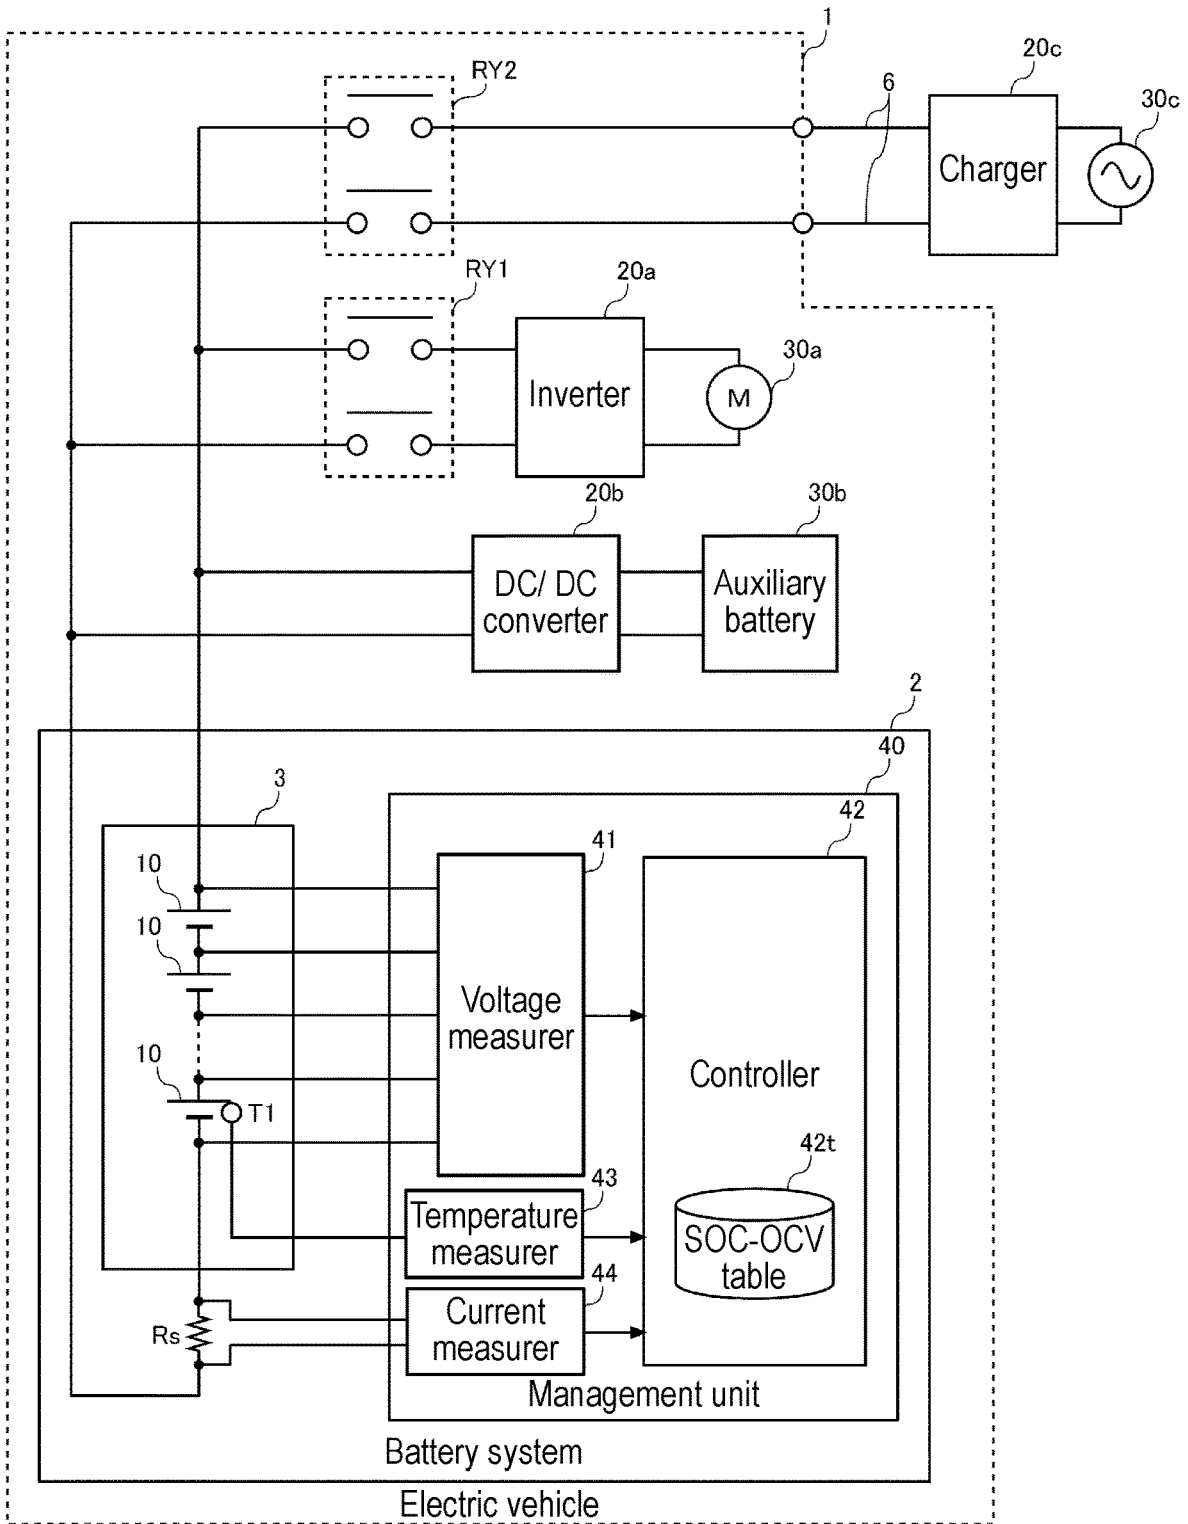 1
RY2
20c
6
30c
Charger
RY1
20a
30a
Inverter
M
20b
30b
DC/ DC
converter
Auxiliary
battery
2
40
3
42
41
10
10
Voltage
measurer
10
Controller
T1
42t
43
Temperature
measurer
SOC-OCV
table
44
Current
measurer
Rs
Management unit
Battery system
Electric vehicle